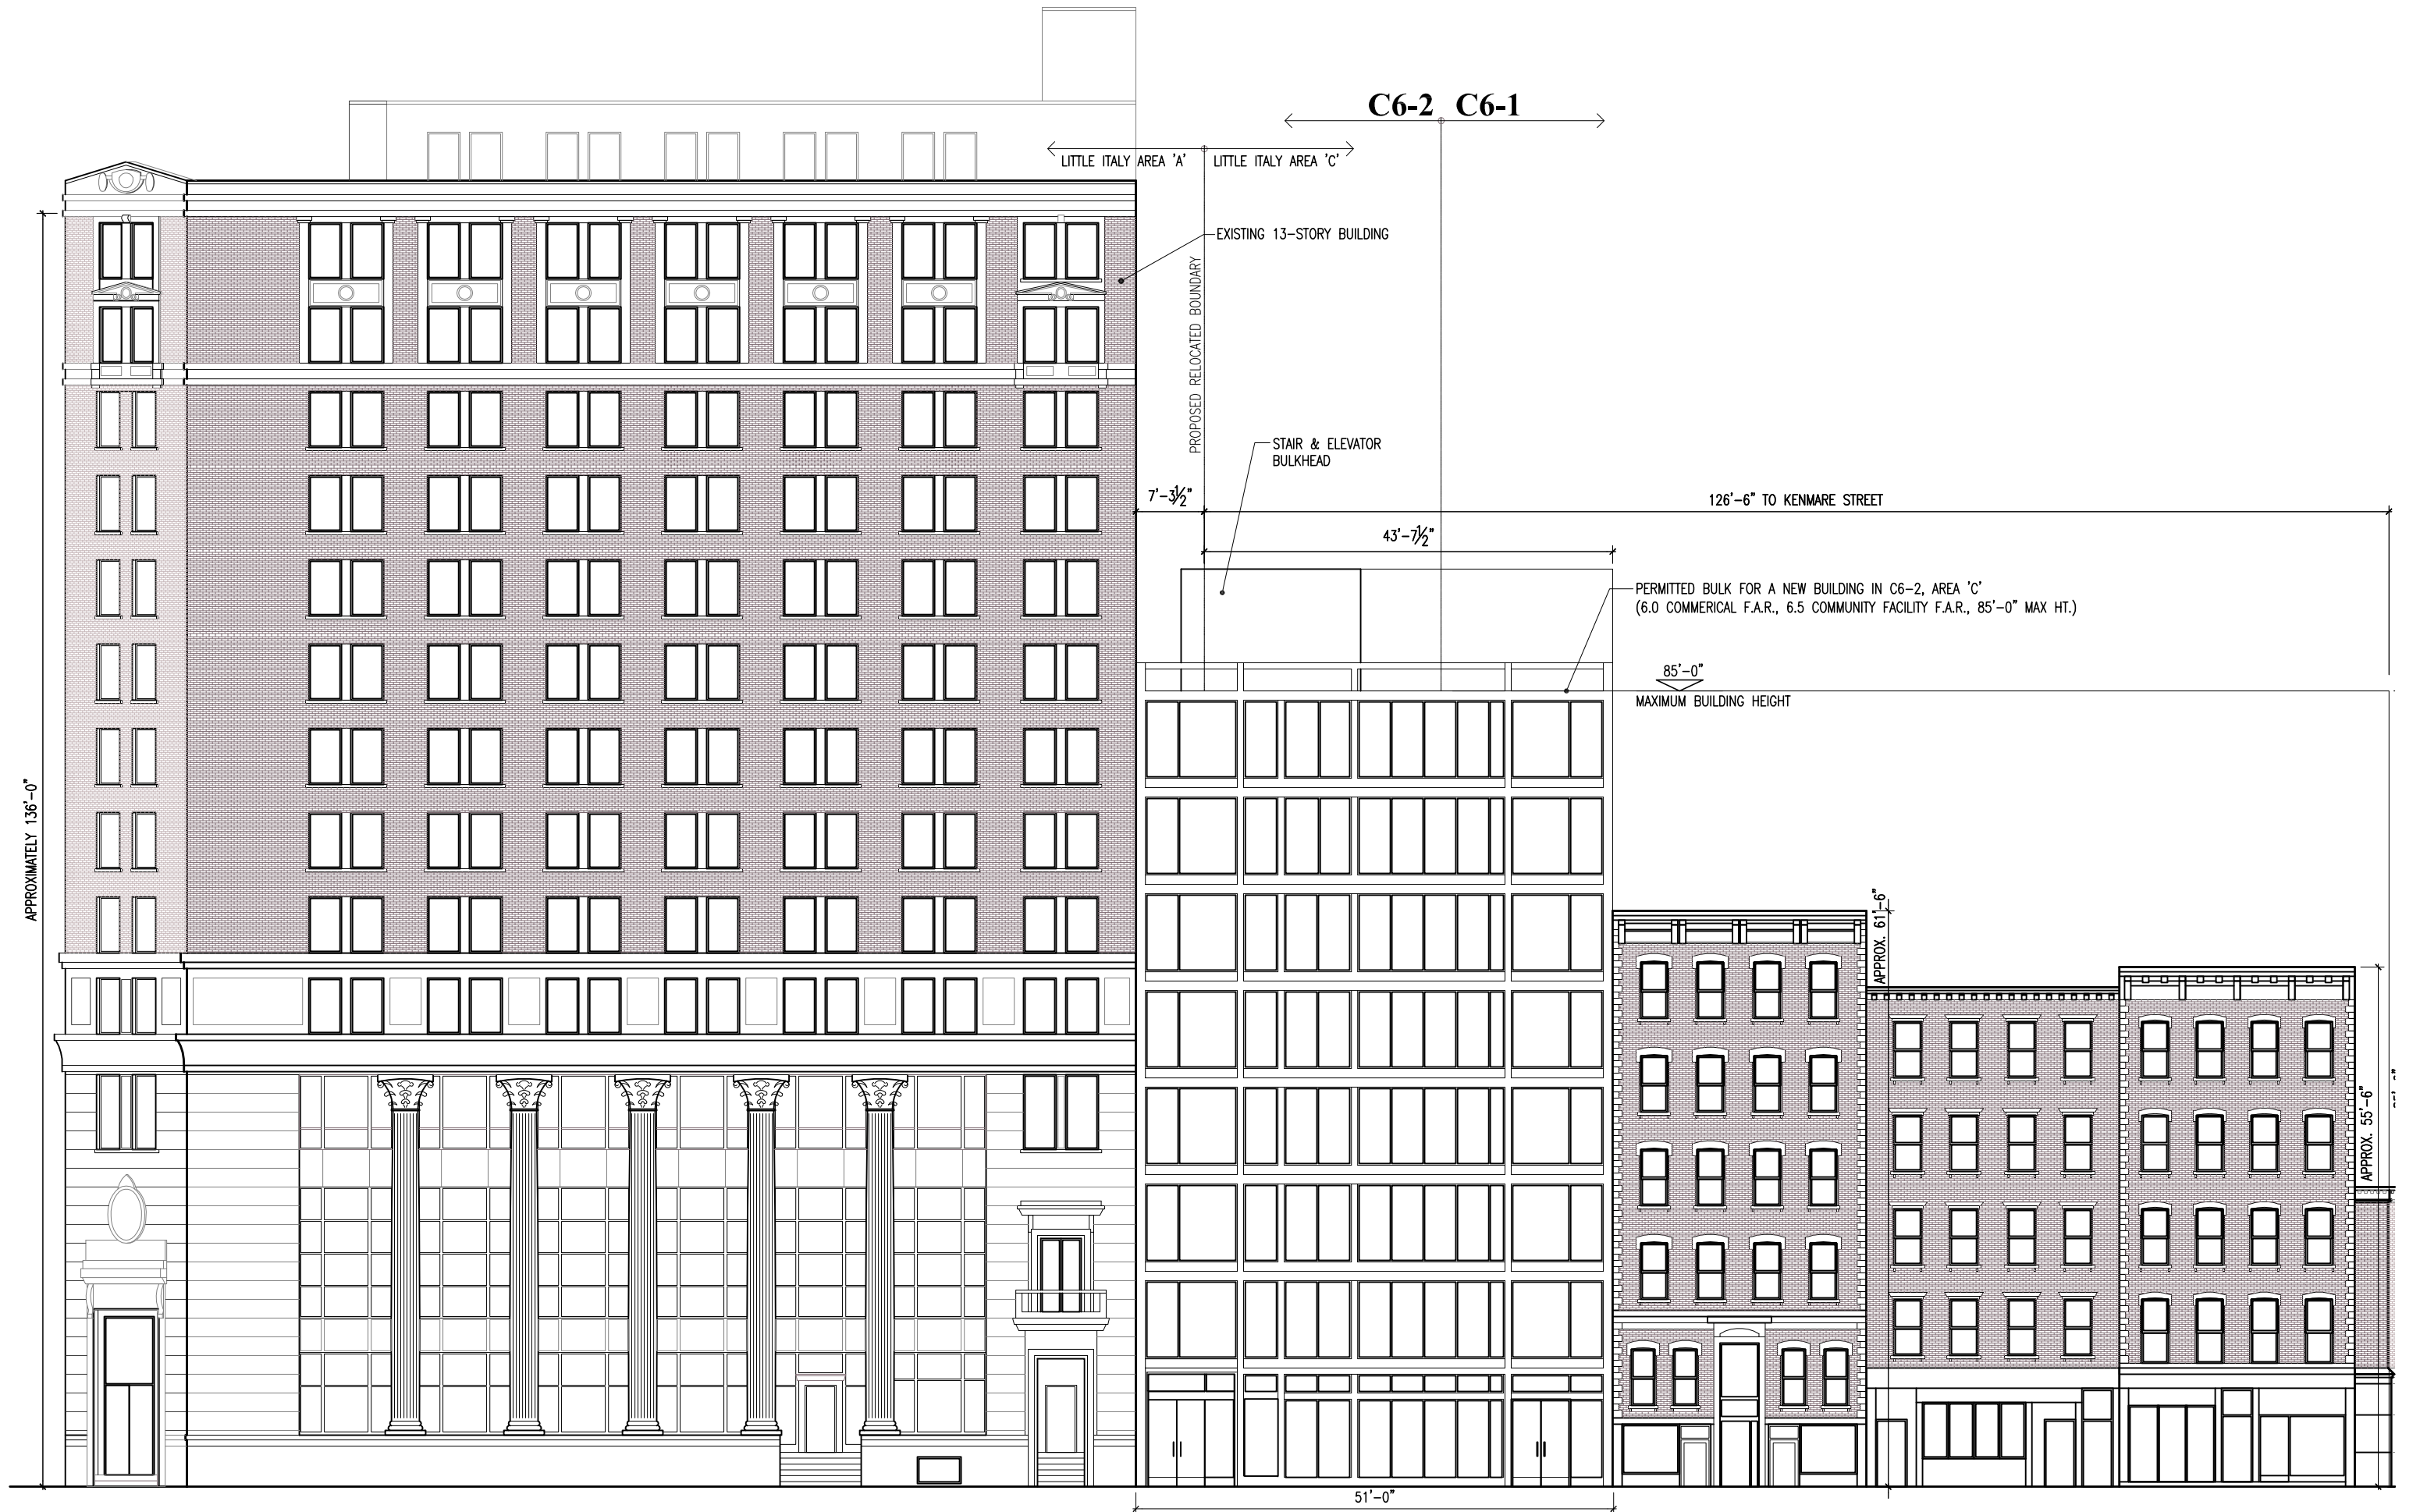 C6-2 C6-1
LITTLE ITALY AREA 'A' LITTLE ITALY AREA 'C'
EXISTING 13-STORY BUILDING
PROPOSED RELOCATED BOUNDARY
STAIR & ELEVATOR
BULKHEAD
7'-3½"
126'-6" TO KENMARE STREET
43'-7½"
PERMITTED BULK FOR A NEW BUILDING IN C6-2, AREA 'C'
(6.0 COMMERICAL F.A.R., 6.5 COMMUNITY FACILITY F.A.R., 85'-0" MAX HT.)
85'-0"
MAXIMUM BUILDING HEIGHT
APPROXIMATELY 136'-0"
APPROX. 61'-6"
APPROX. 55'-6"
51'-0"